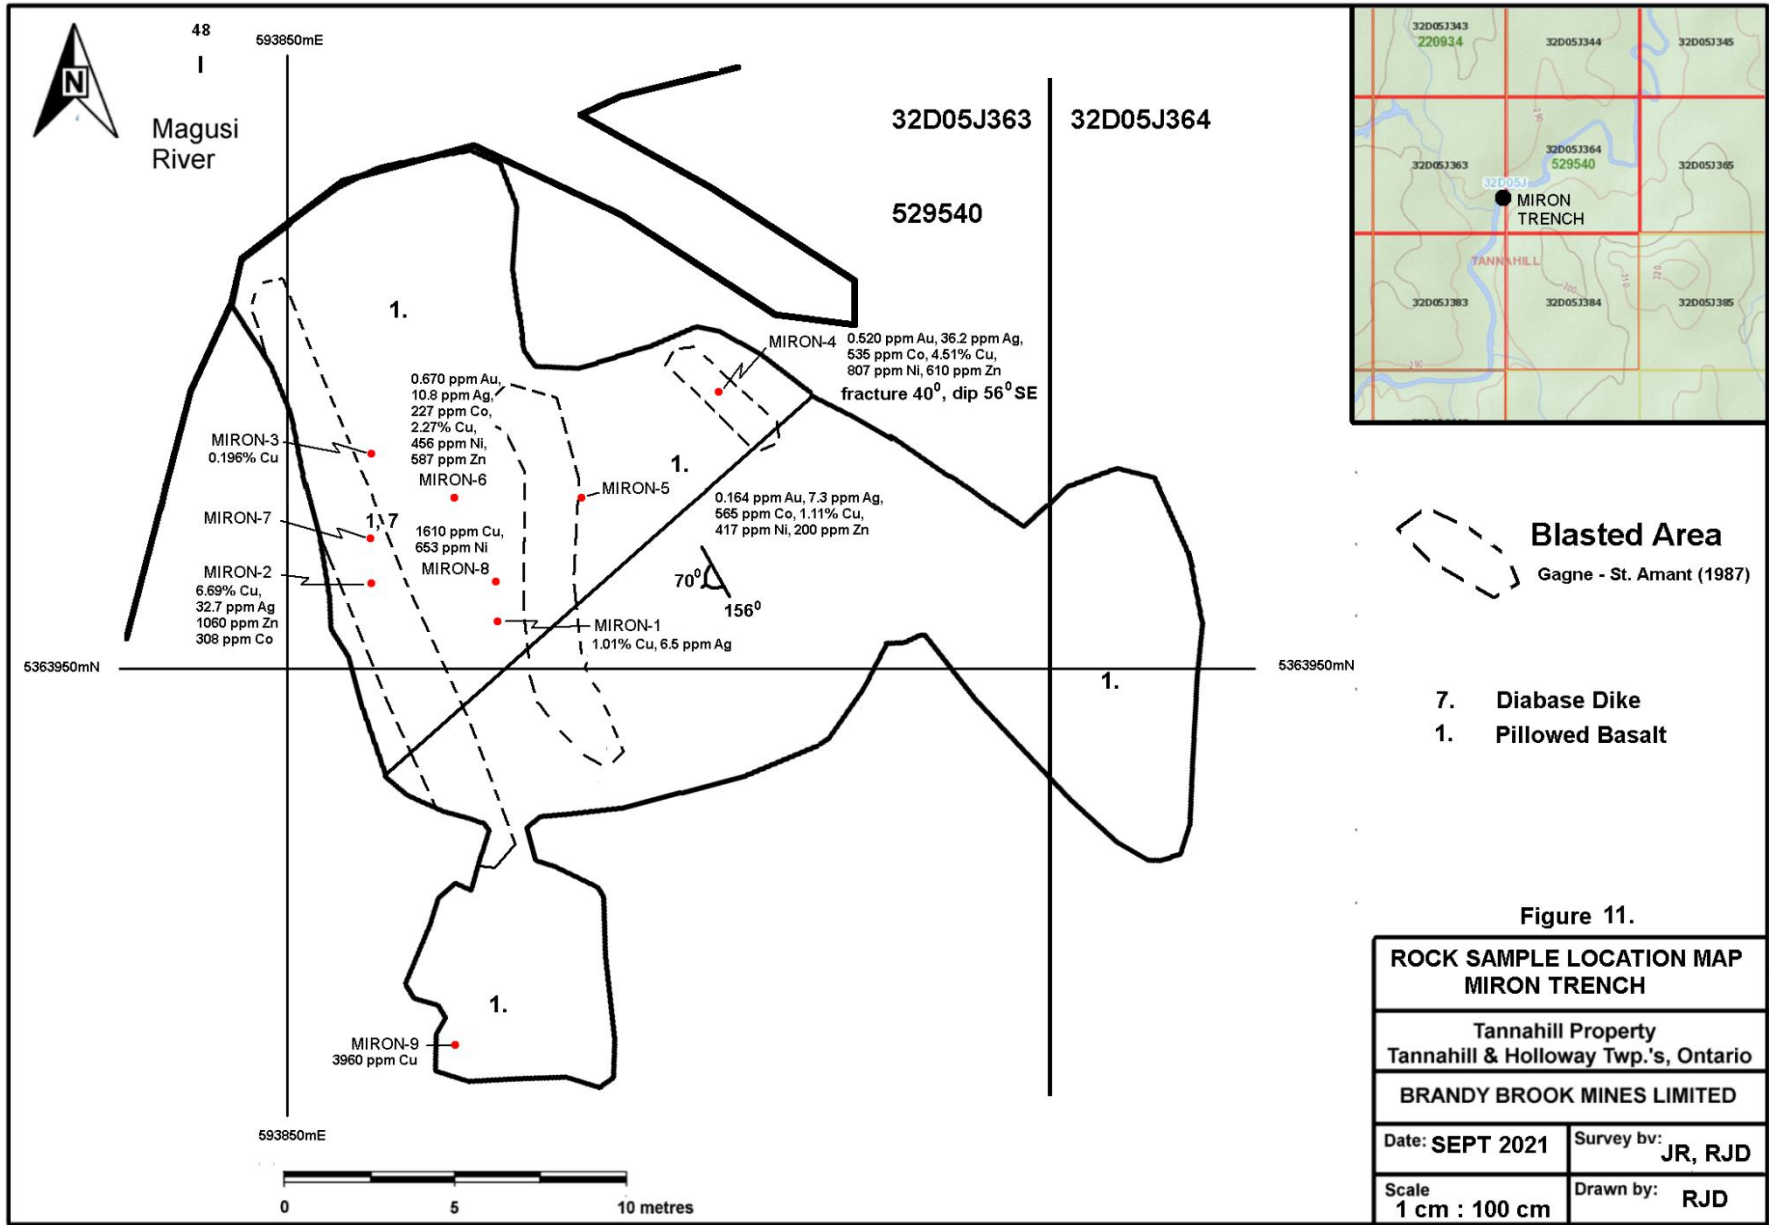 48
593850mE
N
Magusi
River
32D05J363
32D05J364
529540
1.
MIRON-4
0.520 ppm Au, 36.2 ppm Ag,
535 ppm Co, 4.51% Cu,
807 ppm Ni, 610 ppm Zn
fracture 40⁰, dip 56⁰ SE
0.670 ppm Au,
10.8 ppm Ag,
227 ppm Co,
2.27% Cu,
456 ppm Ni,
587 ppm Zn
MIRON-6
MIRON-3
0.196% Cu
1.
MIRON-5
0.164 ppm Au, 7.3 ppm Ag,
565 ppm Co, 1.11% Cu,
417 ppm Ni, 200 ppm Zn
MIRON-7
1, 7
1610 ppm Cu,
653 ppm Ni
MIRON-8
MIRON-2
6.69% Cu,
32.7 ppm Ag
1060 ppm Zn
308 ppm Co
70⁰
156⁰
MIRON-1
1.01% Cu, 6.5 ppm Ag
5363950mN
5363950mN
1.
1.
MIRON-9
3960 ppm Cu
593850mE
0
5
10 metres
32D05J343
220934
32D05J344
32D05J345
32D05J363
32D05J364
529540
32D05J365
32D05J
MIRON
TRENCH
TANNAHILL
300
310
320
290
32D05J383
32D05J384
32D05J385
Blasted Area
Gagne - St. Amant (1987)
7. Diabase Dike
1. Pillowed Basalt
Figure 11.
ROCK SAMPLE LOCATION MAP
MIRON TRENCH
Tannahill Property
Tannahill & Holloway Twp.'s, Ontario
BRANDY BROOK MINES LIMITED
Date: SEPT 2021
Survey by: JR, RJD
Scale
1 cm : 100 cm
Drawn by: RJD